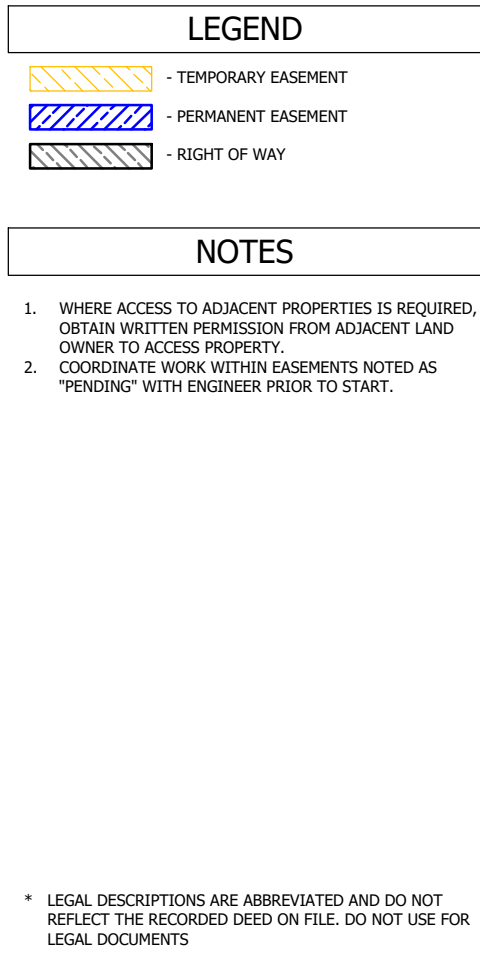 LEGEND
- TEMPORARY EASEMENT
- PERMANENT EASEMENT
- RIGHT OF WAY
NOTES
1. WHERE ACCESS TO ADJACENT PROPERTIES IS REQUIRED,
OBTAIN WRITTEN PERMISSION FROM ADJACENT LAND
OWNER TO ACCESS PROPERTY.
2. COORDINATE WORK WITHIN EASEMENTS NOTED AS
"PENDING" WITH ENGINEER PRIOR TO START.
* LEGAL DESCRIPTIONS ARE ABBREVIATED AND DO NOT
REFLECT THE RECORDED DEED ON FILE. DO NOT USE FOR
LEGAL DOCUMENTS